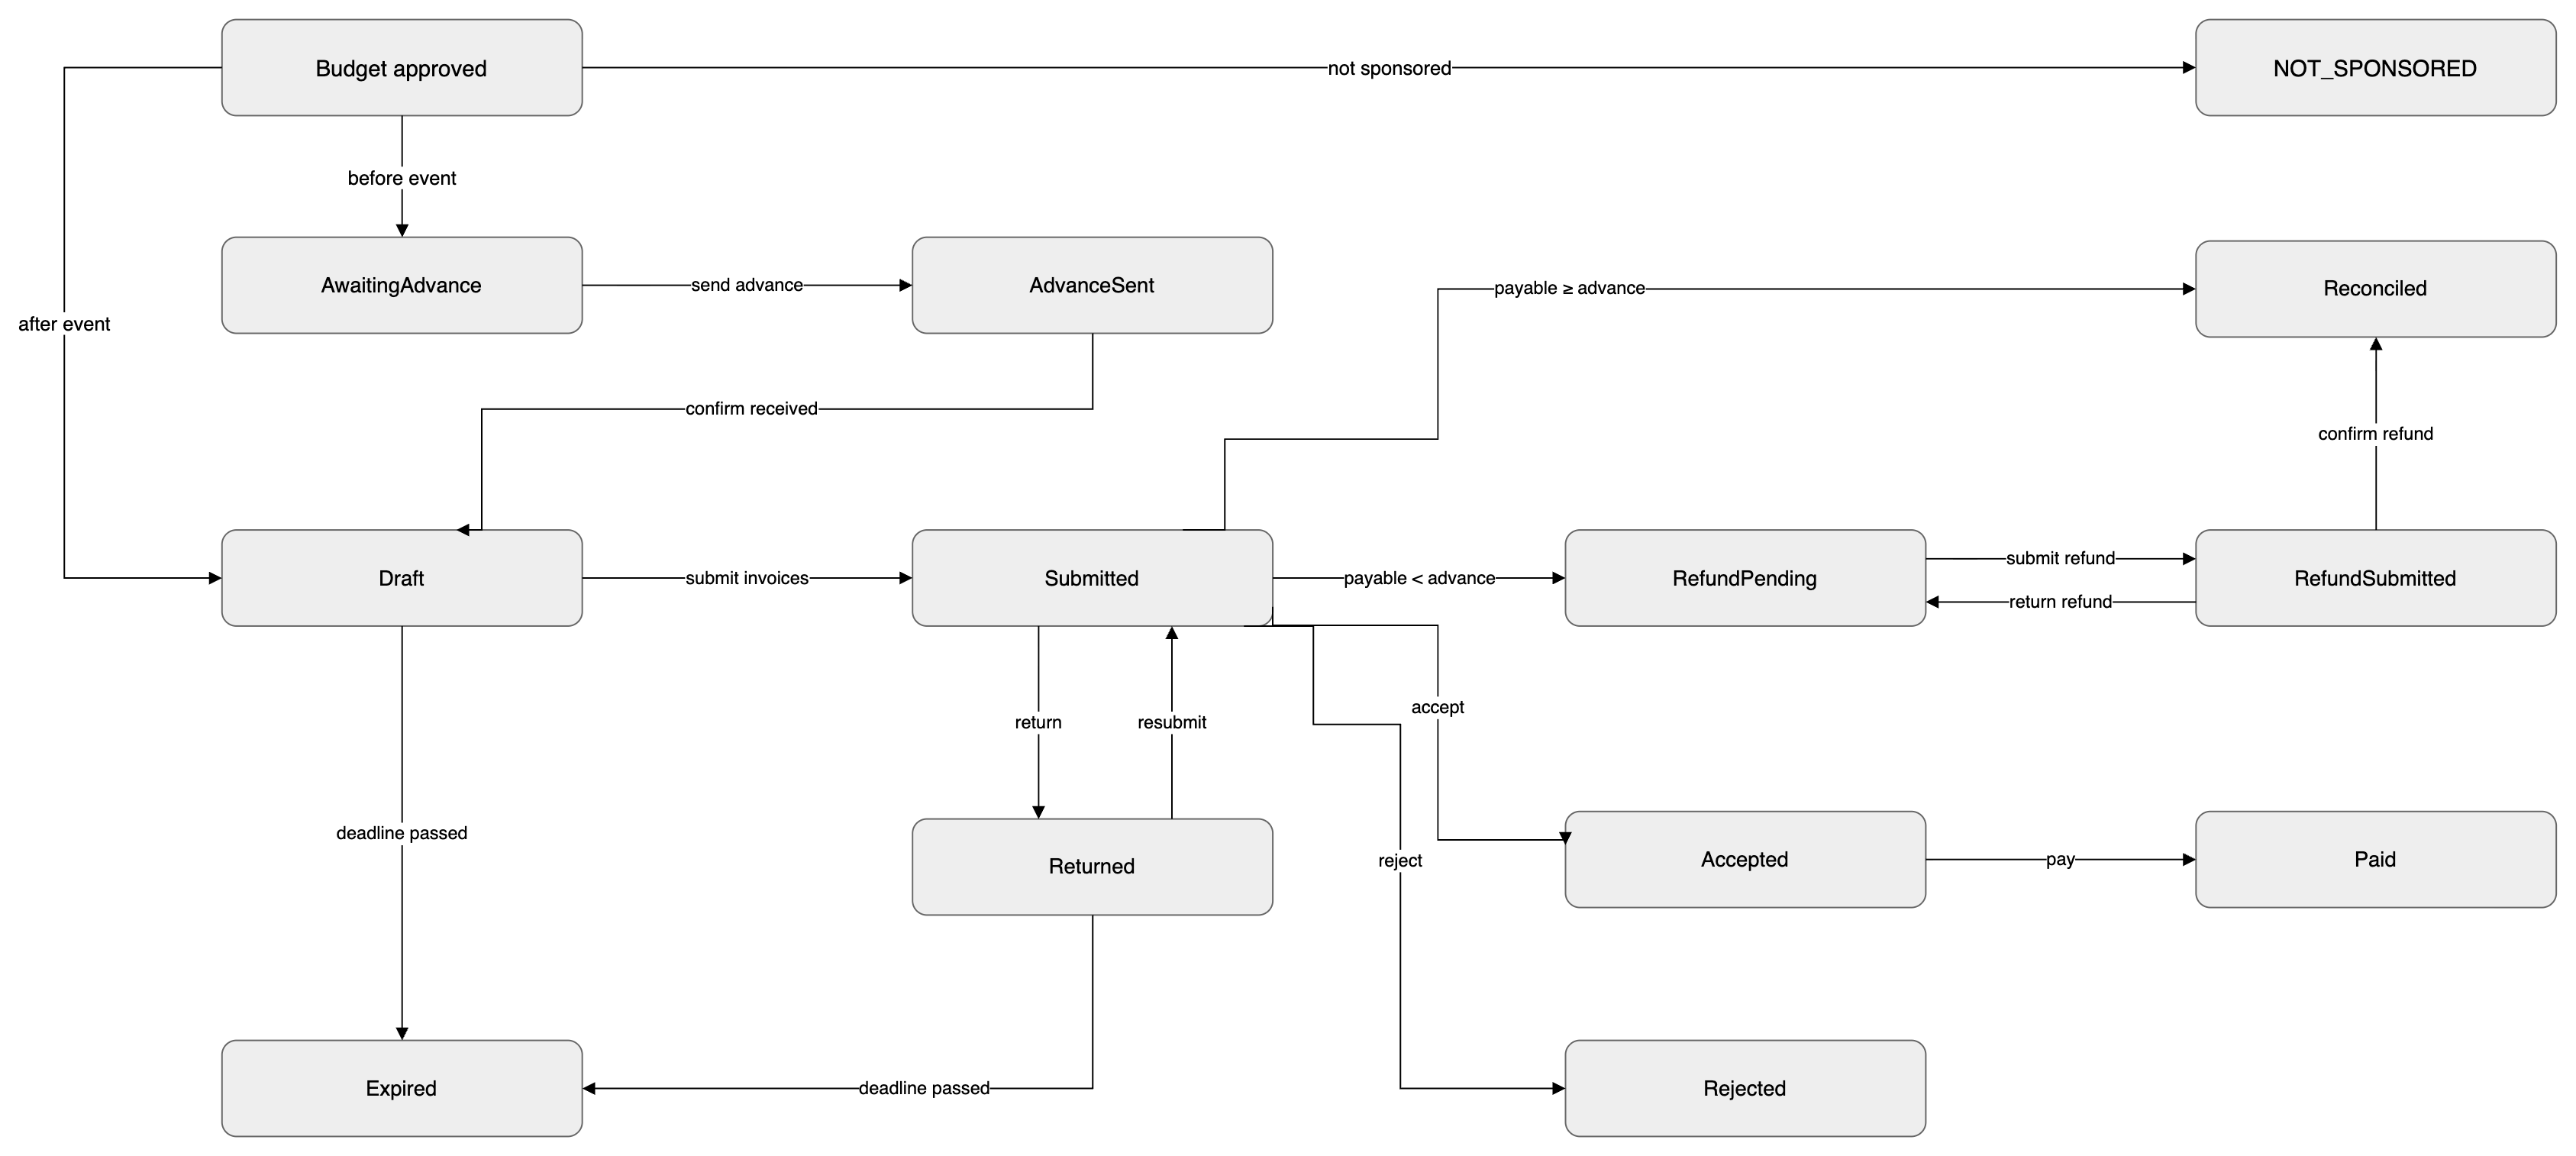 Budget approved
not sponsored
NOT_SPONSORED
before event
after event
AwaitingAdvance
send advance
AdvanceSent
payable ≥ advance
Reconciled
confirm received
confirm refund
Draft
submit invoices
Submitted
payable < advance
RefundPending
submit refund
return refund
RefundSubmitted
return
resubmit
accept
deadline passed
Returned
reject
Accepted
pay
Paid
Expired
deadline passed
Rejected